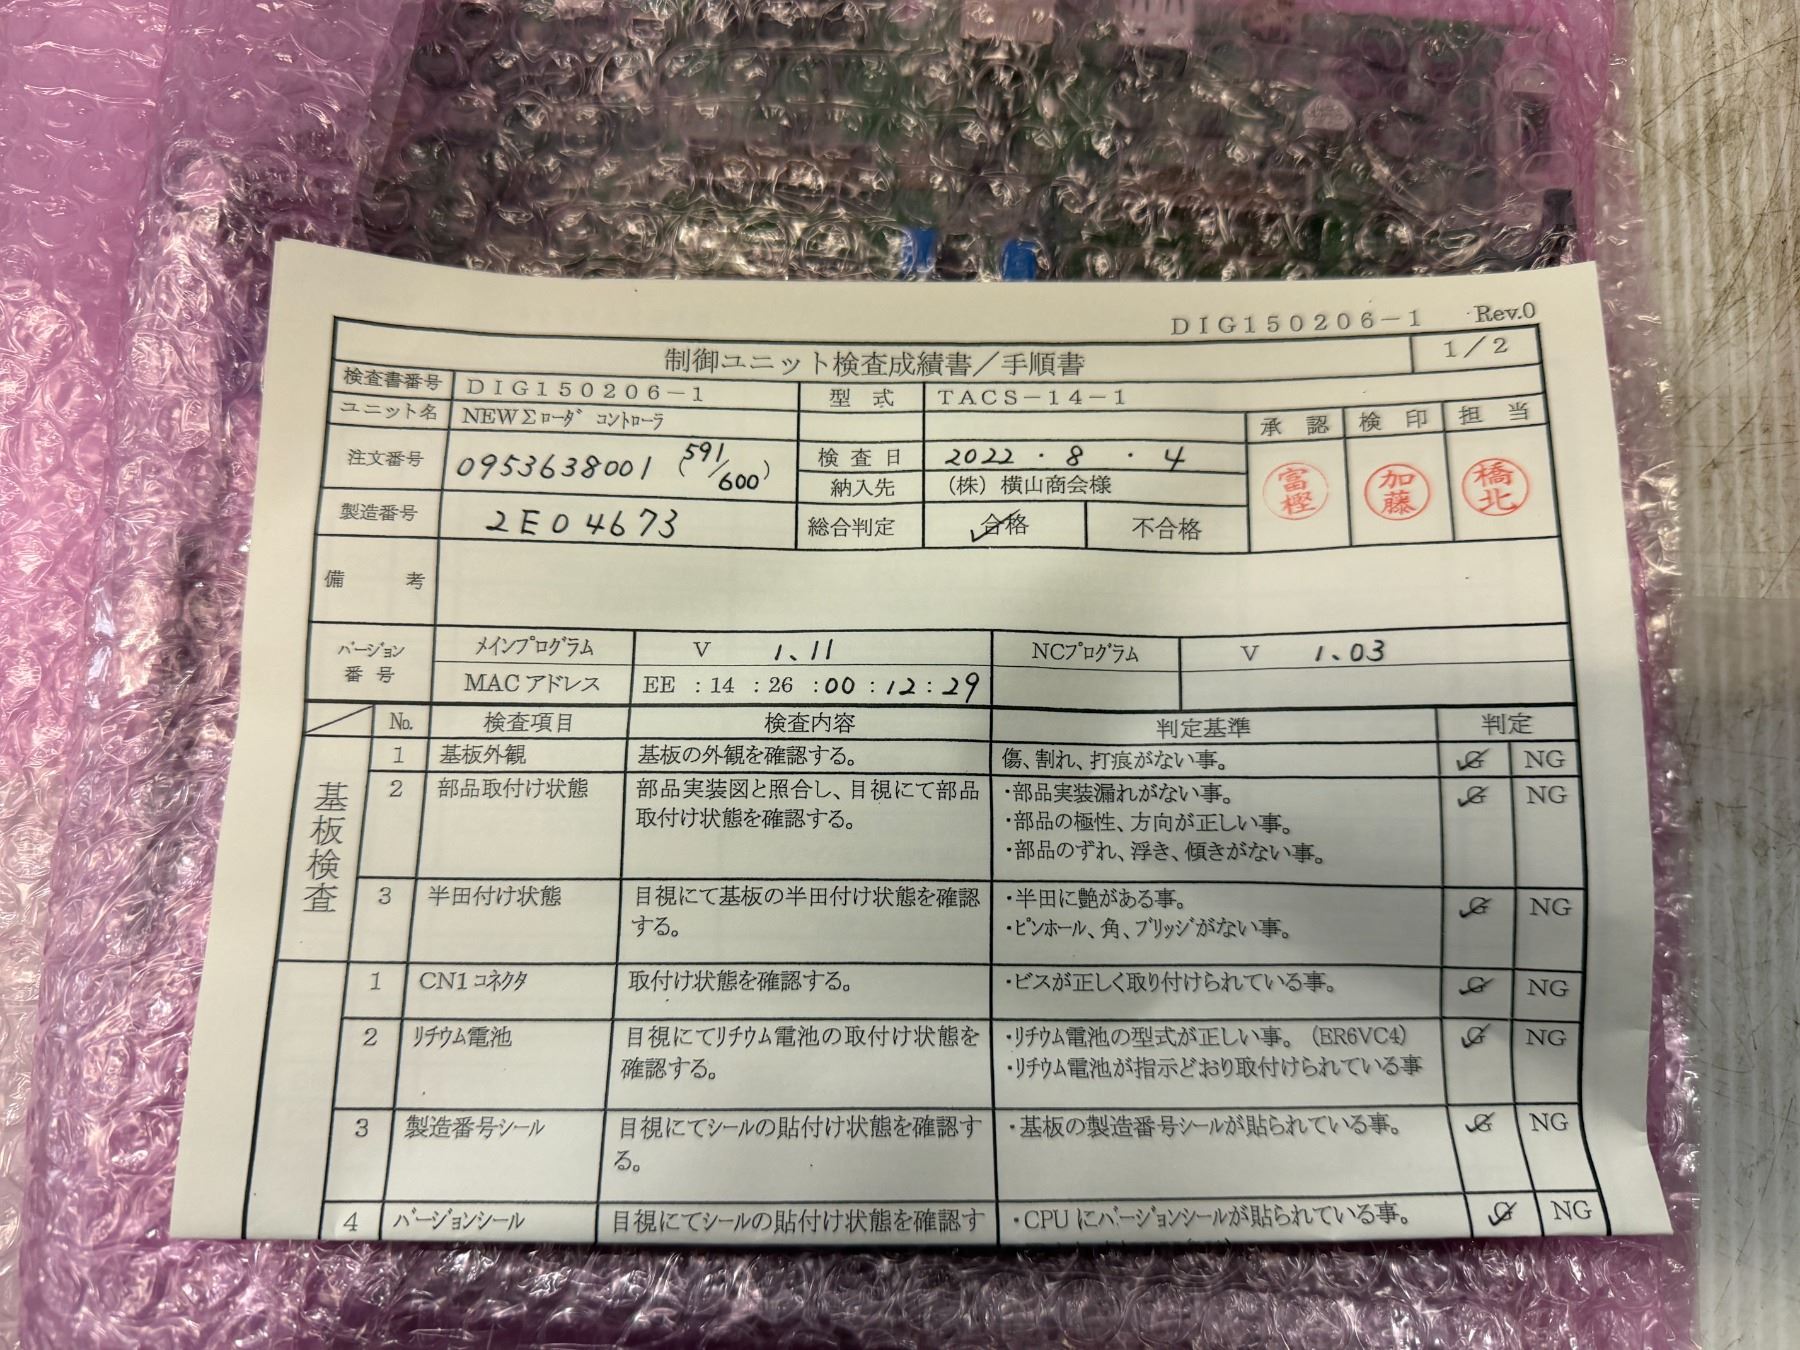 DIG150206-1 Rev.0
制御ユニット検査成績書／手順書 1/2
検査書番号 DIG150206-1 型式 TACS-14-1
ユニット名 NEWΣﾛｰﾀﾞ ｺﾝﾄﾛｰﾗ 承認 検印 担当
注文番号 0953638001 (591/600) 検査日 2022・8・4
納入先 (株)横山商会様
富樫 加藤 橋北
製造番号 2E04673 総合判定 合格 不合格
備考
ﾊﾞｰｼﾞｮﾝ番号 ﾒｲﾝﾌﾟﾛｸﾞﾗﾑ V 1.11 NCﾌﾟﾛｸﾞﾗﾑ V 1.03
MACアドレス EE:14:26:00:12:29
No. 検査項目 検査内容 判定基準 判定
基板検査
1 基板外観 基板の外観を確認する。 傷、割れ、打痕がない事。 G NG
2 部品取付け状態 部品実装図と照合し、目視にて部品 ・部品実装漏れがない事。 G NG
取付け状態を確認する。 ・部品の極性、方向が正しい事。
・部品のずれ、浮き、傾きがない事。
3 半田付け状態 目視にて基板の半田付け状態を確認 ・半田に艶がある事。 G NG
する。 ・ﾋﾟﾝホール、角、ﾌﾞﾘｯｼﾞがない事。
1 CN1ｺﾈｸﾀ 取付け状態を確認する。 ・ビスが正しく取り付けられている事。 G NG
2 ﾘﾁｳﾑ電池 目視にてﾘﾁｳﾑ電池の取付け状態を ・ﾘﾁｳﾑ電池の型式が正しい事。(ER6VC4) G NG
確認する。 ・ﾘﾁｳﾑ電池が指示どおり取付けられている事
3 製造番号シール 目視にてシールの貼付け状態を確認す ・基板の製造番号シールが貼られている事。 G NG
る。
4 ﾊﾞｰｼﾞｮﾝシール 目視にてシールの貼付け状態を確認す ・CPUにﾊﾞｰｼﾞｮﾝシールが貼られている事。 G NG